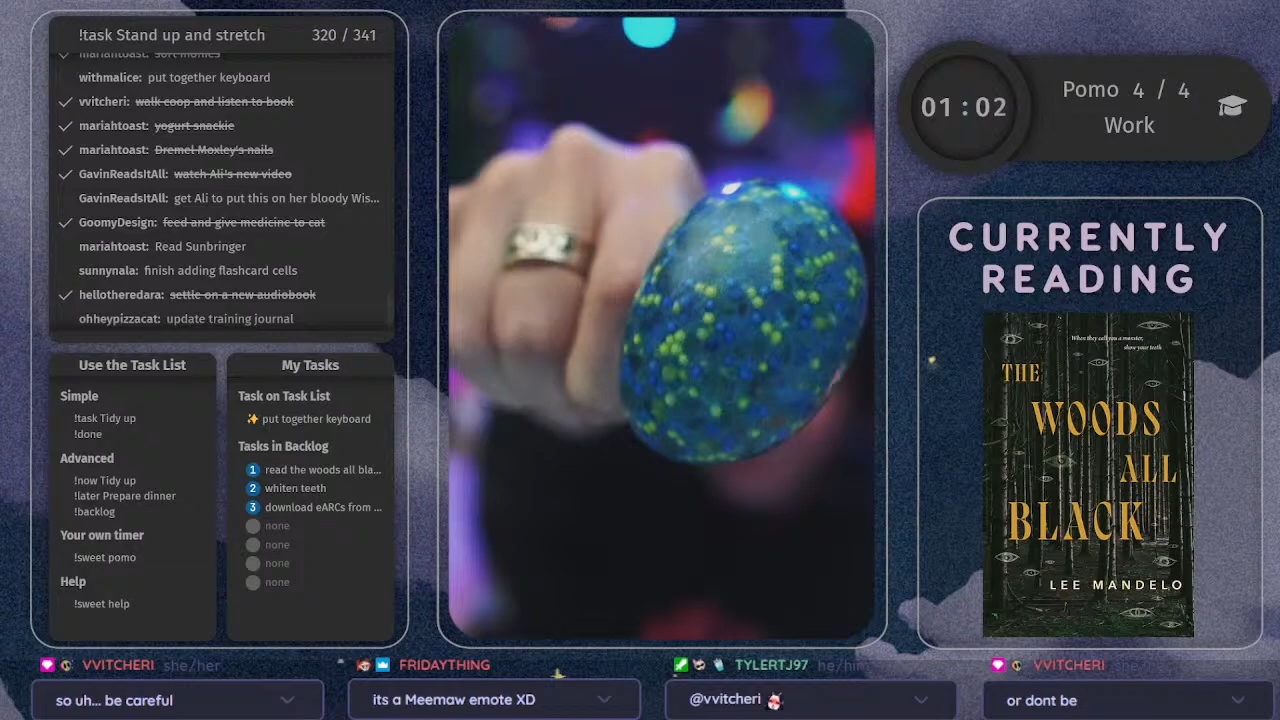 !task Stand up and stretch 320 / 341
mariahtoast: sort monies
withmalice: put together keyboard
vvitcheri: walk coop and listen to book
mariahtoast: yogurt snackie
mariahtoast: Dremel Moxley's nails
GavinReadsItAll: watch Ali's new video
GavinReadsItAll: get Ali to put this on her bloody Wis...
GoomyDesign: feed and give medicine to cat
mariahtoast: Read Sunbringer
sunnynala: finish adding flashcard cells
hellotheredara: settle on a new audiobook
ohheypizzacat: update training journal
Use the Task List
Simple
!task Tidy up
!done
Advanced
!now Tidy up
!later Prepare dinner
!backlog
Your own timer
!sweet pomo
Help
!sweet help
My Tasks
Task on Task List
✨ put together keyboard
Tasks in Backlog
1 read the woods all bla...
2 whiten teeth
3 download eARCs from ...
none
none
none
none
01:02
Pomo 4 / 4
Work
CURRENTLY
READING
When they call you a monster,
show your teeth
THE
WOODS
ALL
BLACK
LEE MANDELO
VVITCHERI she/her
so uh... be careful
FRIDAYTHING
its a Meemaw emote XD
TYLERTJ97 he/him
@vvitcheri
VVITCHERI she/her
or dont be